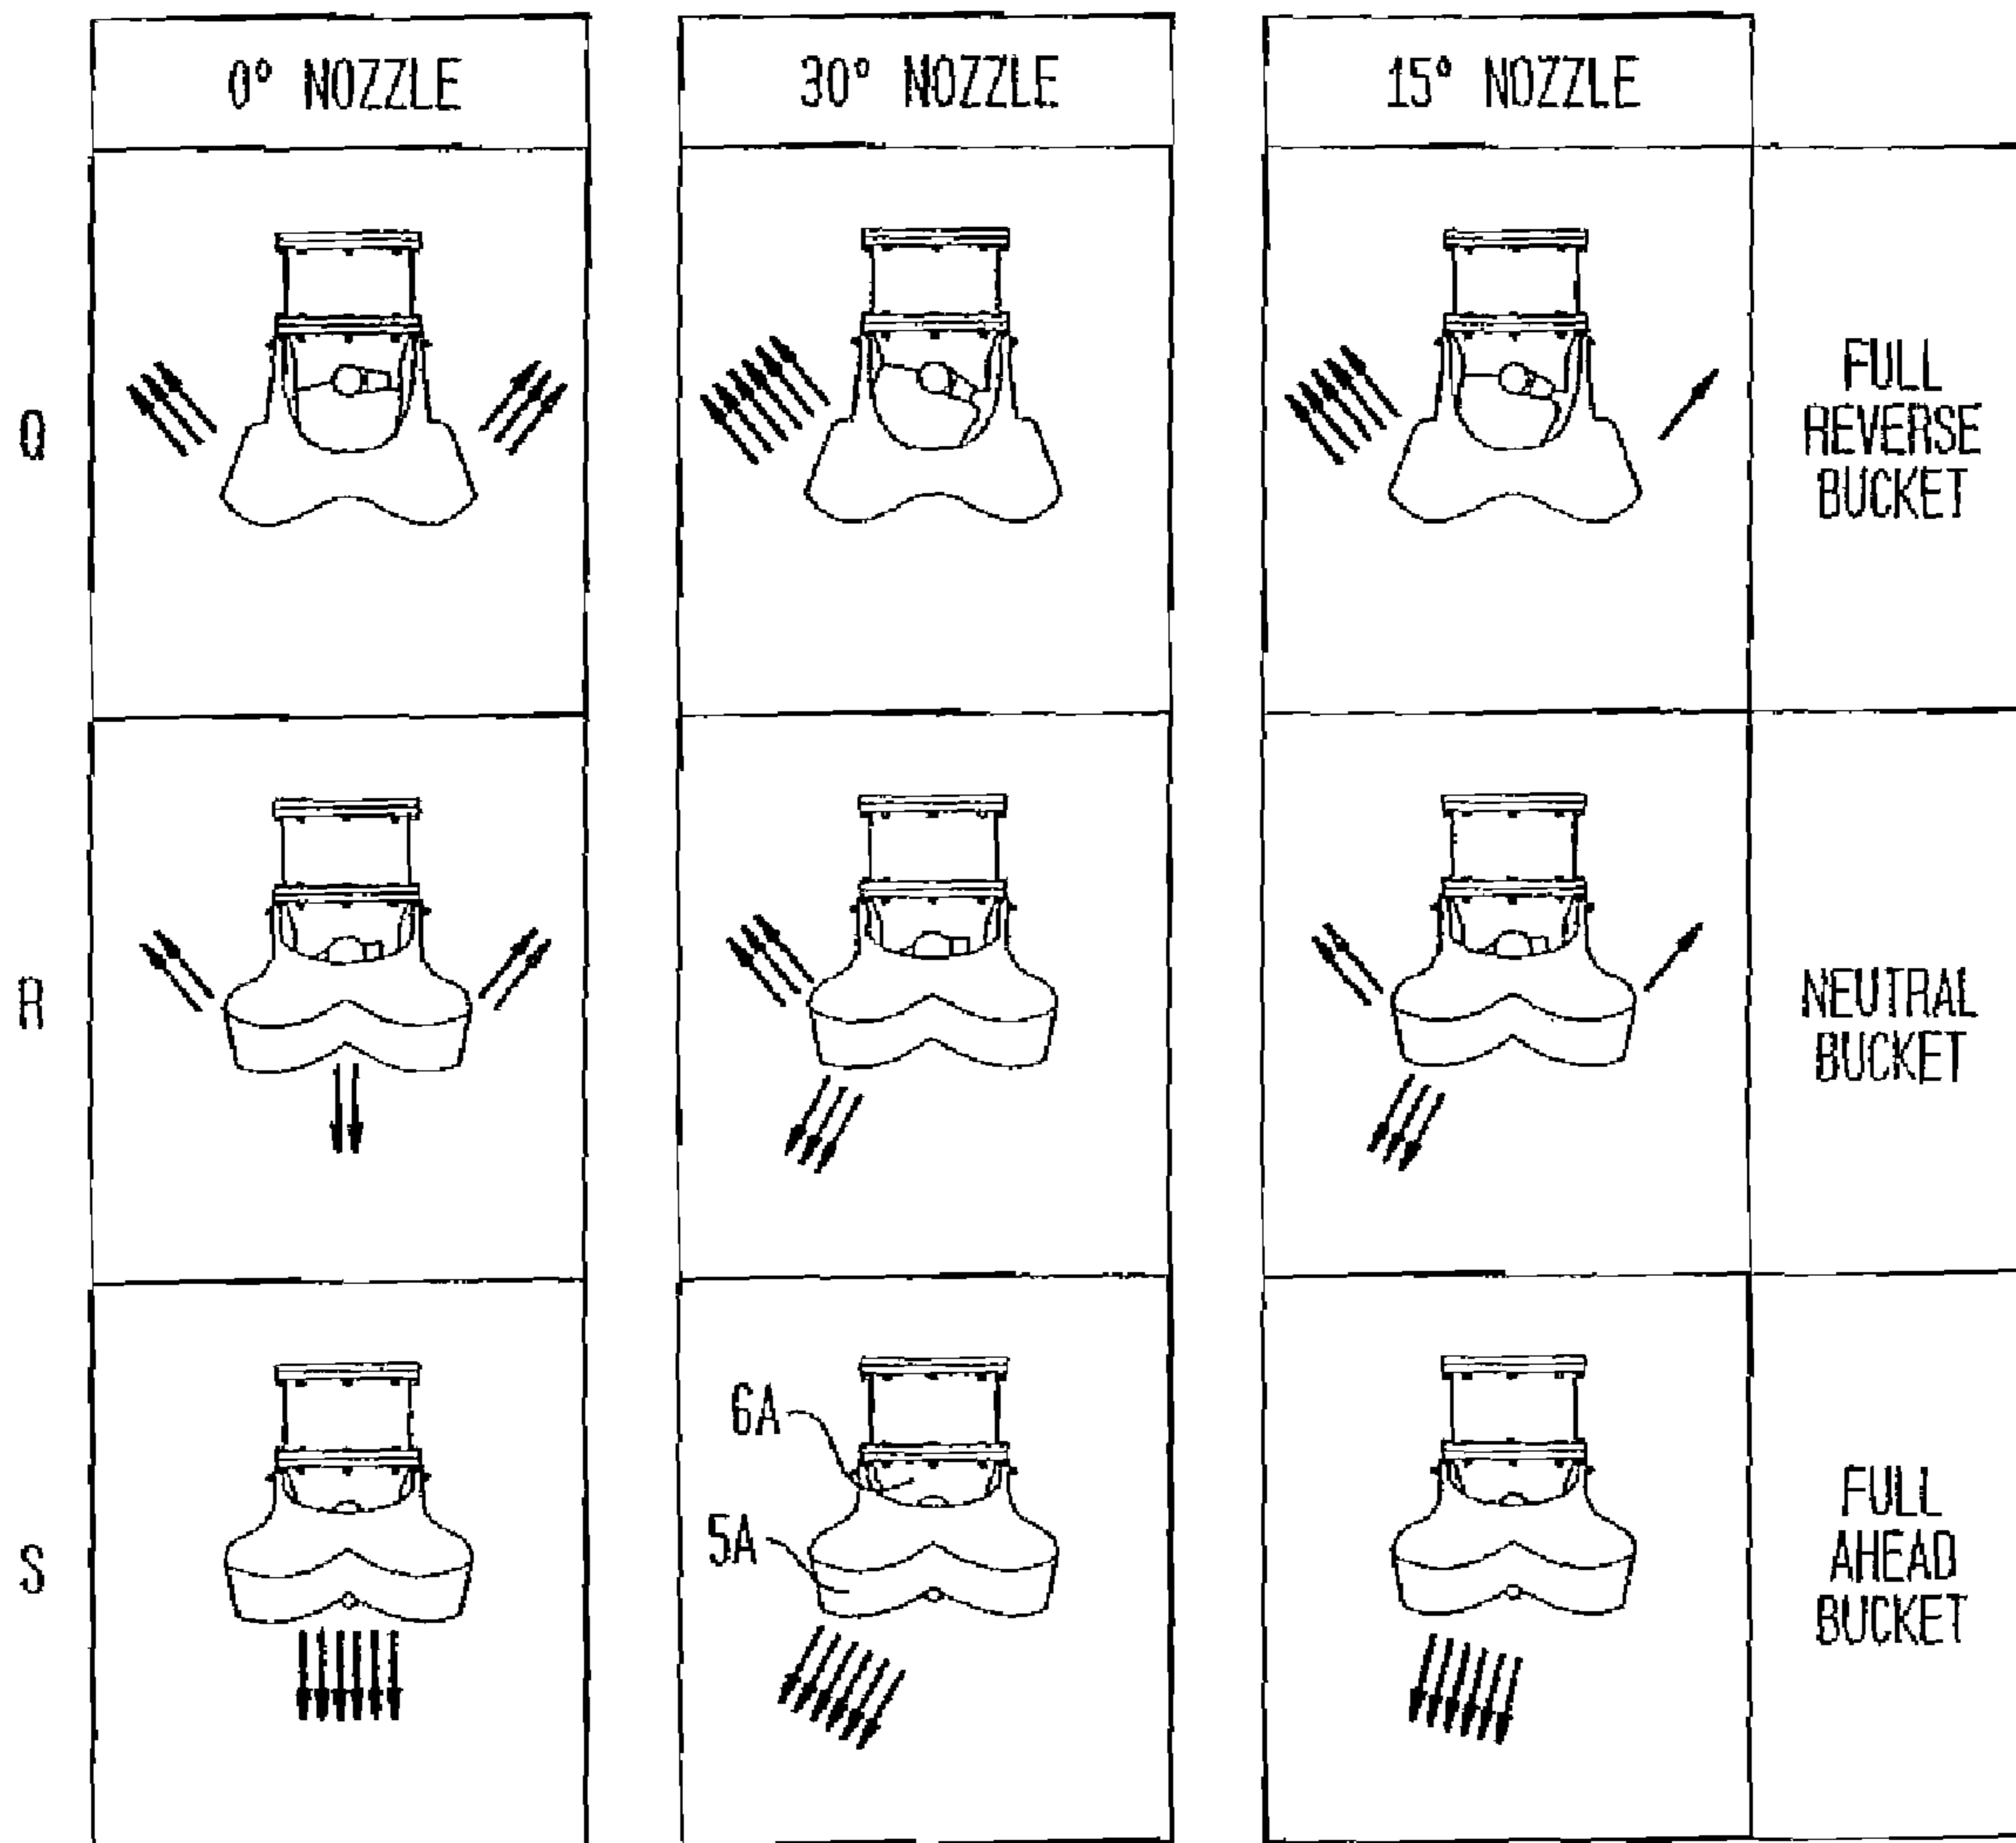 0° NOZZLE
30° NOZZLE
15° NOZZLE
Q
FULL
REVERSE
BUCKET
R
NEUTRAL
BUCKET
6A
5A
S
FULL
AHEAD
BUCKET